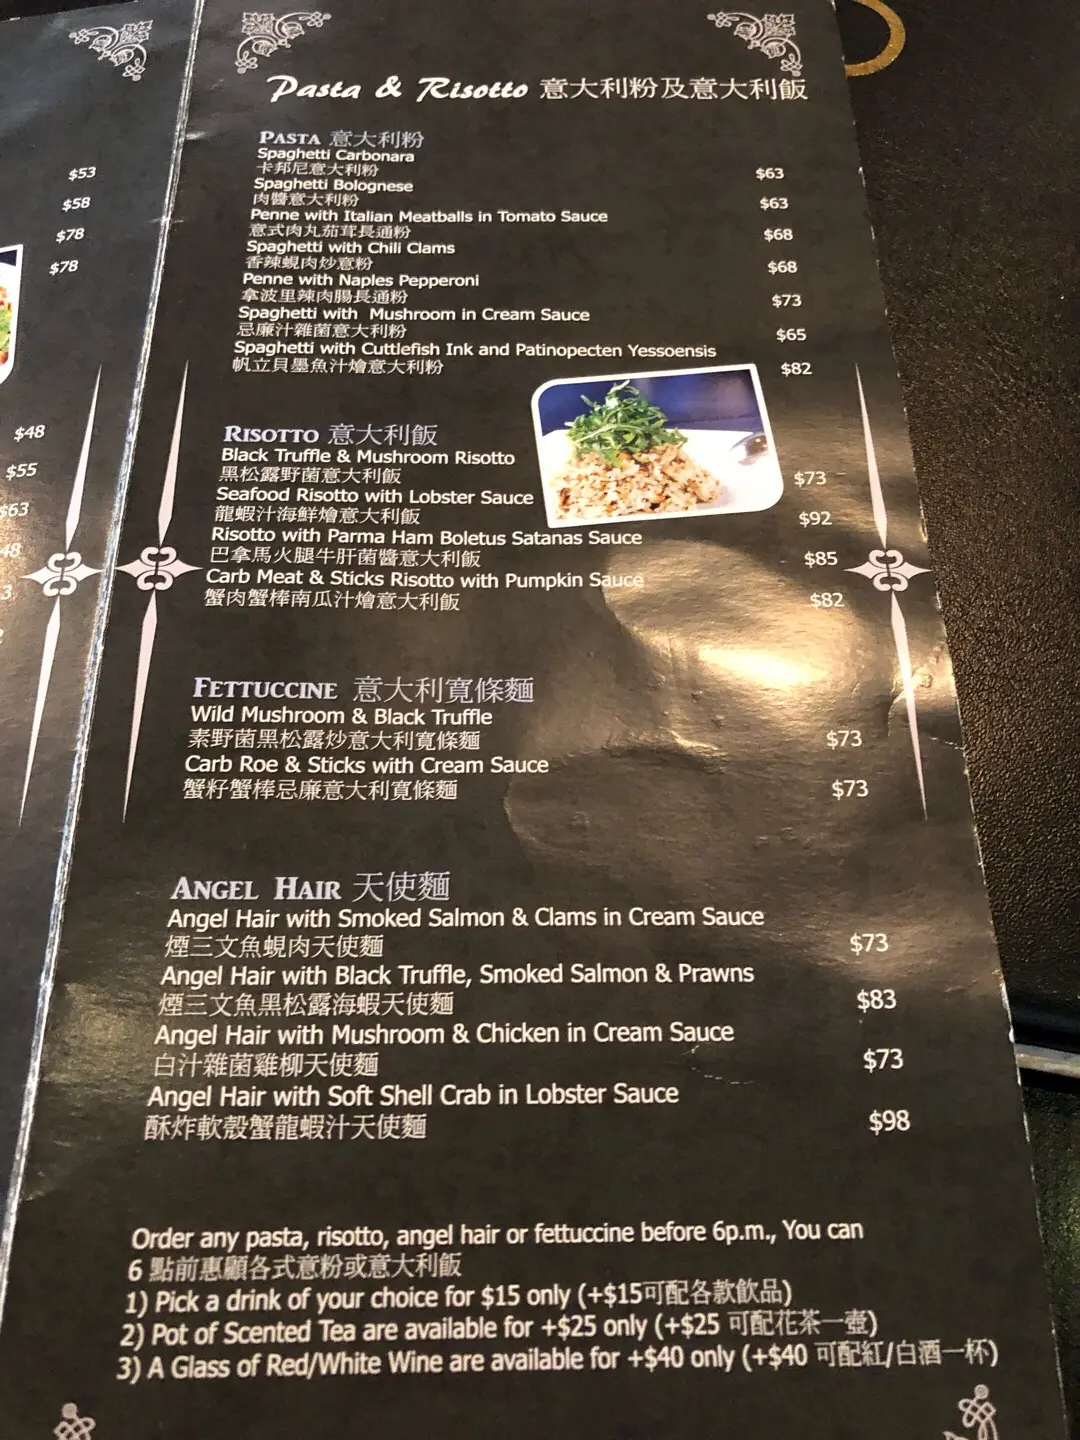 $53
$58
$78
$78
$48
$55
$63
48
Pasta & Risotto 意大利粉及意大利飯
PASTA 意大利粉
Spaghetti Carbonara
卡邦尼意大利粉 $63
Spaghetti Bolognese
肉醬意大利粉 $63
Penne with Italian Meatballs in Tomato Sauce
意式肉丸茄茸長通粉 $68
Spaghetti with Chili Clams
香辣蜆肉炒意粉 $68
Penne with Naples Pepperoni
拿波里辣肉腸長通粉 $73
Spaghetti with Mushroom in Cream Sauce
忌廉汁雜菌意大利粉 $65
Spaghetti with Cuttlefish Ink and Patinopecten Yessoensis
帆立貝墨魚汁燴意大利粉 $82
RISOTTO 意大利飯
Black Truffle & Mushroom Risotto
黑松露野菌意大利飯 $73
Seafood Risotto with Lobster Sauce
龍蝦汁海鮮燴意大利飯 $92
Risotto with Parma Ham Boletus Satanas Sauce
巴拿馬火腿牛肝菌醬意大利飯 $85
Carb Meat & Sticks Risotto with Pumpkin Sauce
蟹肉蟹棒南瓜汁燴意大利飯 $82
FETTUCCINE 意大利寬條麵
Wild Mushroom & Black Truffle
素野菌黑松露炒意大利寬條麵 $73
Carb Roe & Sticks with Cream Sauce
蟹籽蟹棒忌廉意大利寬條麵 $73
ANGEL HAIR 天使麵
Angel Hair with Smoked Salmon & Clams in Cream Sauce
煙三文魚蜆肉天使麵 $73
Angel Hair with Black Truffle, Smoked Salmon & Prawns
煙三文魚黑松露海蝦天使麵 $83
Angel Hair with Mushroom & Chicken in Cream Sauce
白汁雜菌雞柳天使麵 $73
Angel Hair with Soft Shell Crab in Lobster Sauce
酥炸軟殼蟹龍蝦汁天使麵 $98
Order any pasta, risotto, angel hair or fettuccine before 6p.m., You can
6 點前惠顧各式意粉或意大利飯
1) Pick a drink of your choice for $15 only (+$15可配各款飲品)
2) Pot of Scented Tea are available for +$25 only (+$25 可配花茶一壺)
3) A Glass of Red/White Wine are available for +$40 only (+$40 可配紅/白酒一杯)